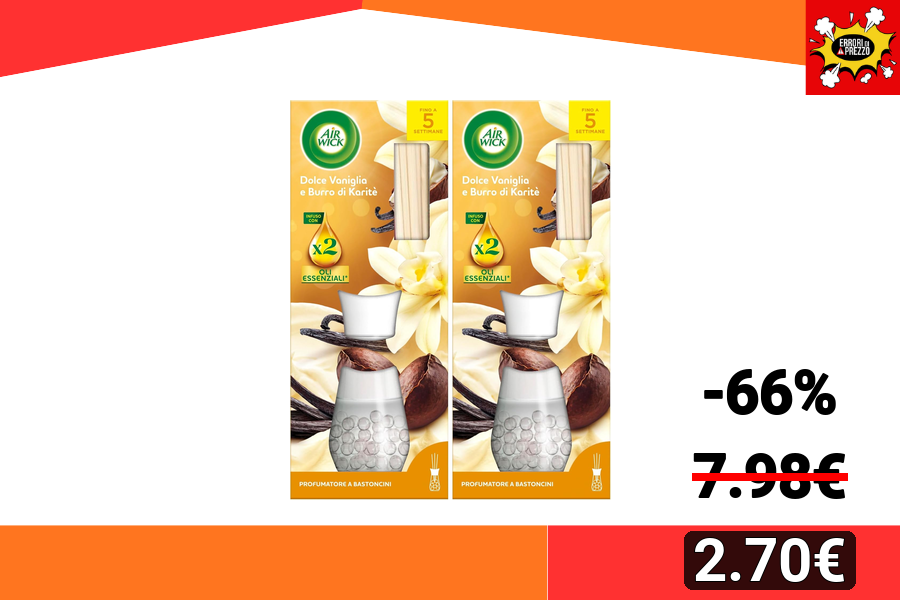 ERRORI DI
PREZZO
FINO A
5
SETTIMANE
AIR
WICK
Dolce Vaniglia
e Burro di Karitè
INFUSO
CON
x2
OLI
ESSENZIALI*
PROFUMATORE A BASTONCINI
FINO A
5
SETTIMANE
AIR
WICK
Dolce Vaniglia
e Burro di Karitè
INFUSO
CON
x2
OLI
ESSENZIALI*
PROFUMATORE A BASTONCINI
-66%
7.98€
2.70€